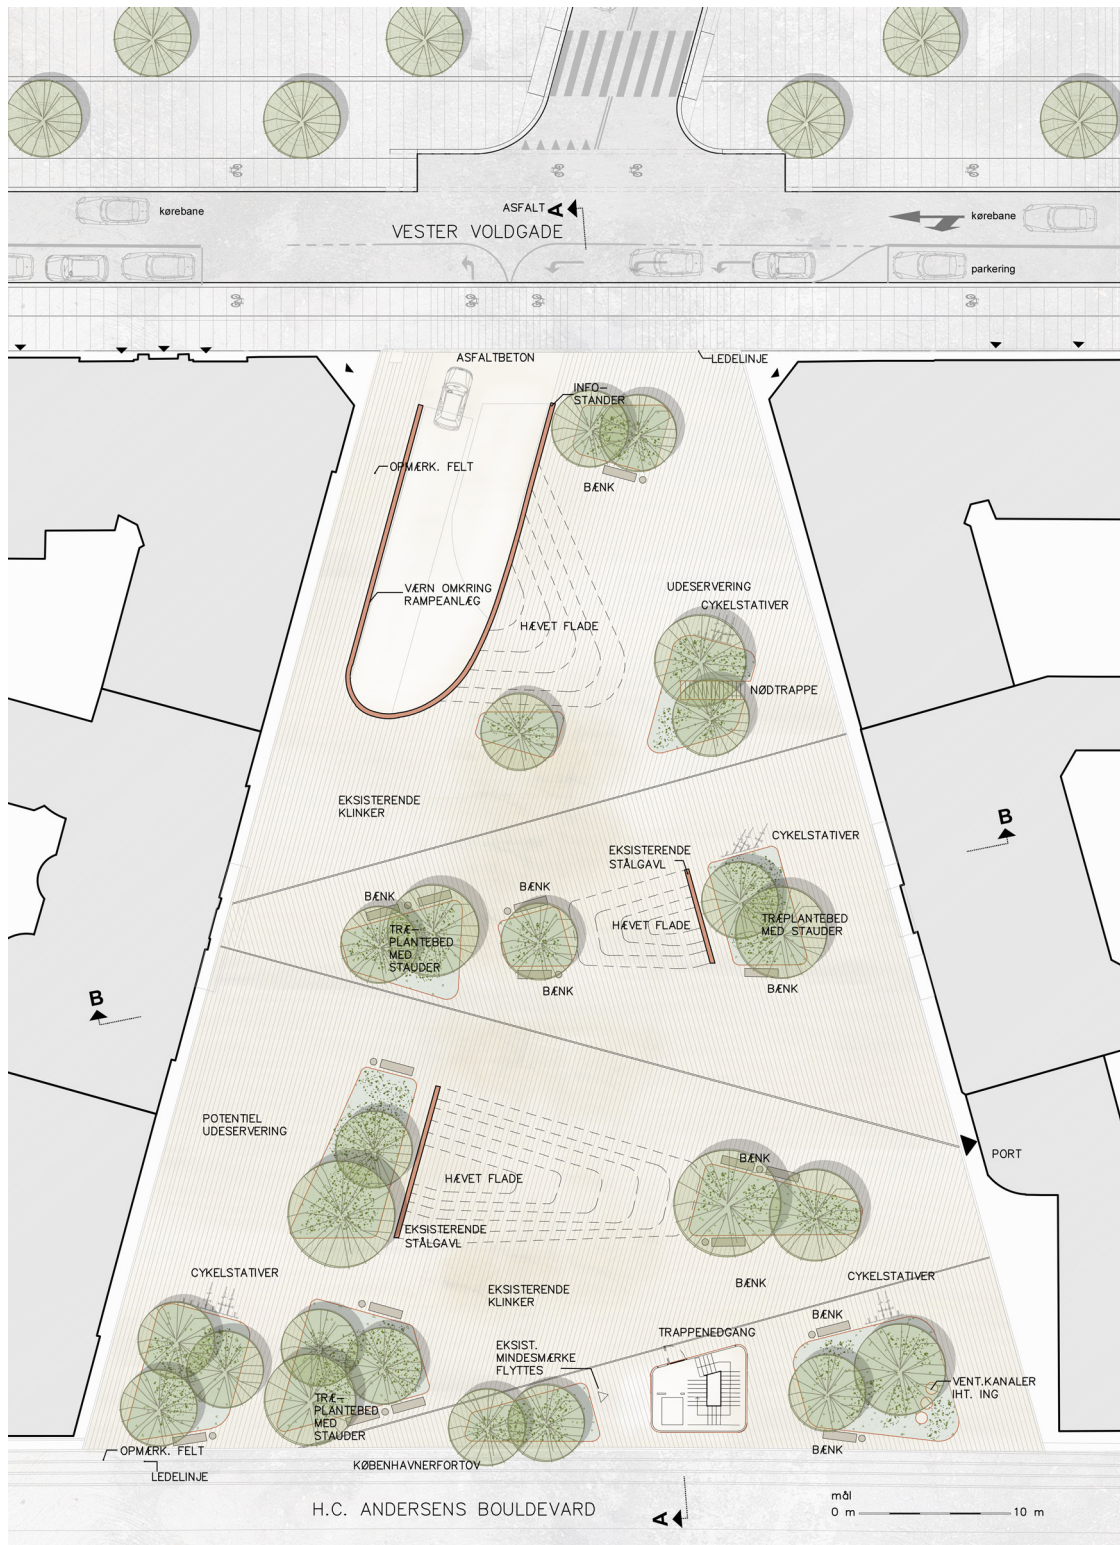 kørebane
ASFALT
A
kørebane
VESTER VOLDGADE
parkering
ASFALTBETON
LEDELINJE
INFO-
STANDER
OPMÆRK. FELT
BÆNK
VÆRN OMKRING
RAMPEANLÆG
UDESERVERING
CYKELSTATIVER
HÆVET FLADE
NØDTRAPPE
EKSISTERENDE
KLINKER
B
CYKELSTATIVER
EKSISTERENDE
STÅLGAVL
BÆNK
BÆNK
HÆVET FLADE
TRÆPLANTEBED
MED STAUDER
TRÆ-
PLANTEBED
MED
STAUDER
BÆNK
BÆNK
B
POTENTIEL
UDESERVERING
PORT
BÆNK
HÆVET FLADE
EKSISTERENDE
STÅLGAVL
CYKELSTATIVER
EKSISTERENDE
KLINKER
BÆNK
CYKELSTATIVER
BÆNK
EKSIST.
MINDESMÆRKE
FLYTTES
TRAPPENEDGANG
VENT.KANALER
IHT. ING
TRÆ-
PLANTEBED
MED
STAUDER
BÆNK
OPMÆRK. FELT
LEDELINJE
KØBENHAVNERFORTOV
H.C. ANDERSENS BOULDEVARD
A
mål
0 m
10 m